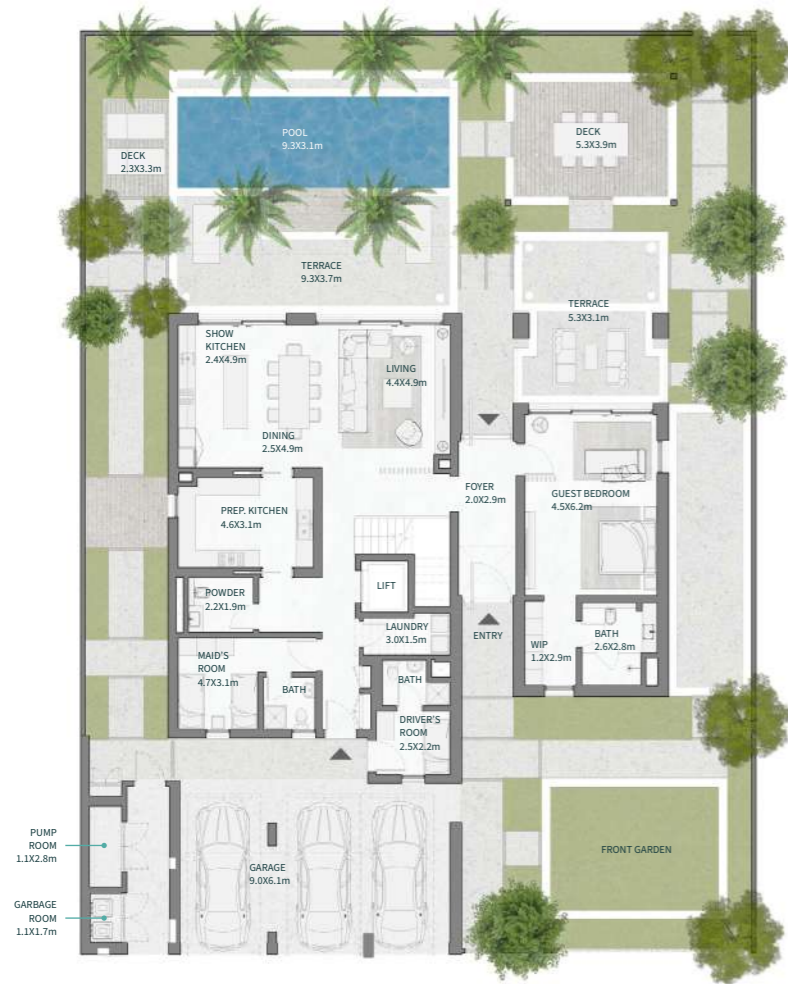 POOL
9.3X3.1m
DECK
5.3X3.9m
DECK
2.3X3.3m
TERRACE
9.3X3.7m
TERRACE
5.3X3.1m
SHOW
KITCHEN
2.4X4.9m
LIVING
4.4X4.9m
DINING
2.5X4.9m
FOYER
2.0X2.9m
GUEST BEDROOM
4.5X6.2m
PREP. KITCHEN
4.6X3.1m
LIFT
POWDER
2.2X1.9m
LAUNDRY
3.0X1.5m
ENTRY
WIP
1.2X2.9m
BATH
2.6X2.8m
MAID'S
ROOM
4.7X3.1m
BATH
BATH
DRIVER'S
ROOM
2.5X2.2m
PUMP
ROOM
1.1X2.8m
GARAGE
9.0X6.1m
FRONT GARDEN
GARBAGE
ROOM
1.1X1.7m